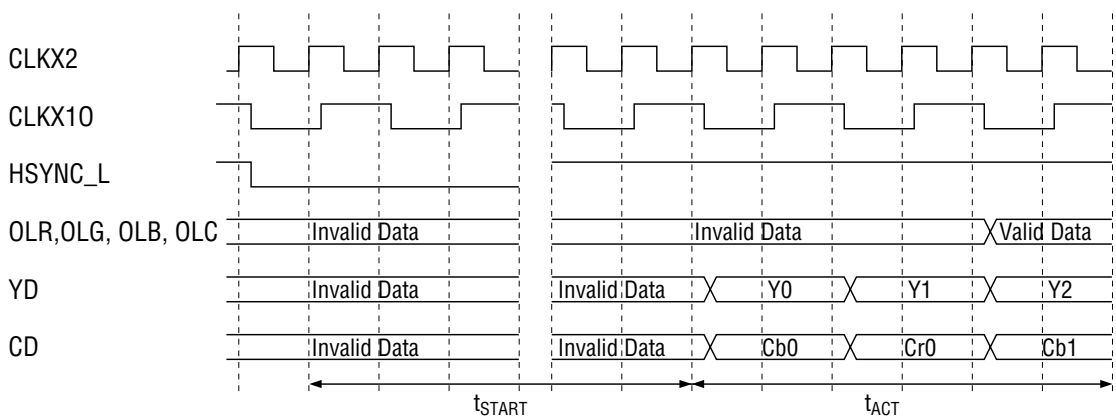 CLKX2
CLKX1O
HSYNC_L
OLR,OLG, OLB, OLC Invalid Data Invalid Data Valid Data
YD Invalid Data Invalid Data Y0 Y1 Y2
CD Invalid Data Invalid Data Cb0 Cr0 Cb1
tSTART tACT